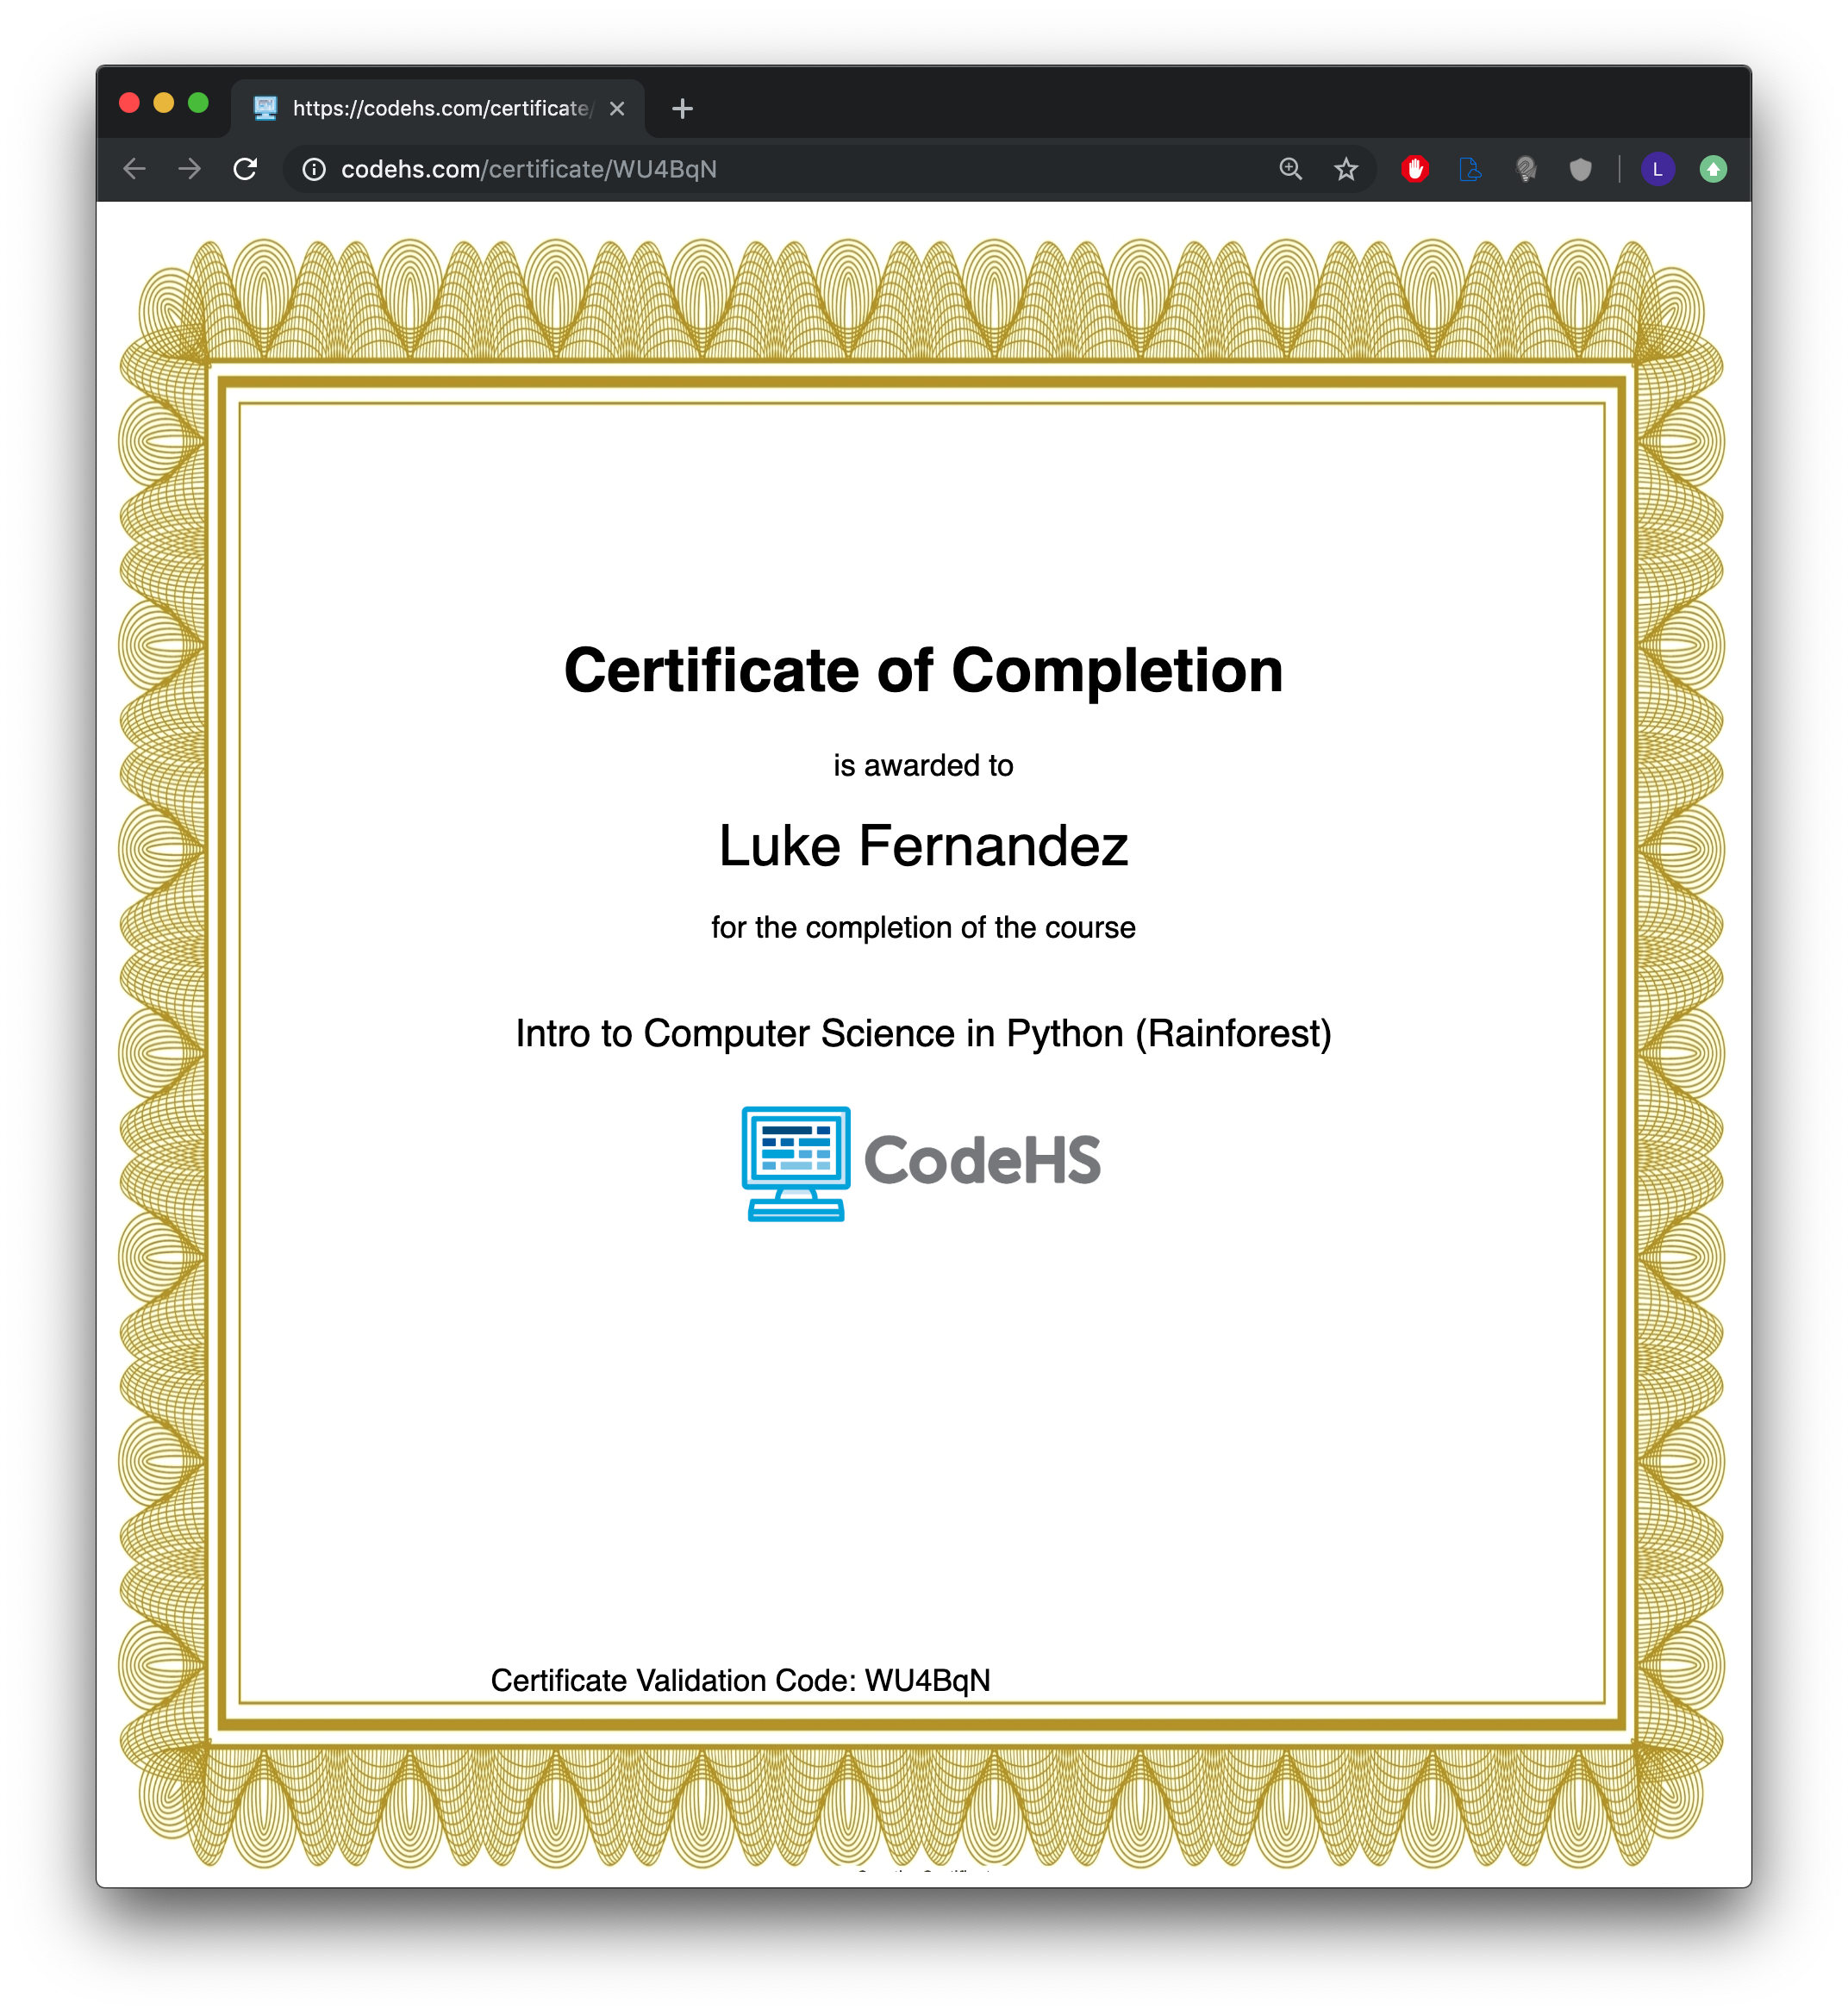 https://codehs.com/certificate/
codehs.com/certificate/WU4BqN
L
Certificate of Completion
is awarded to
Luke Fernandez
for the completion of the course
Intro to Computer Science in Python (Rainforest)
CodeHS
Certificate Validation Code: WU4BqN